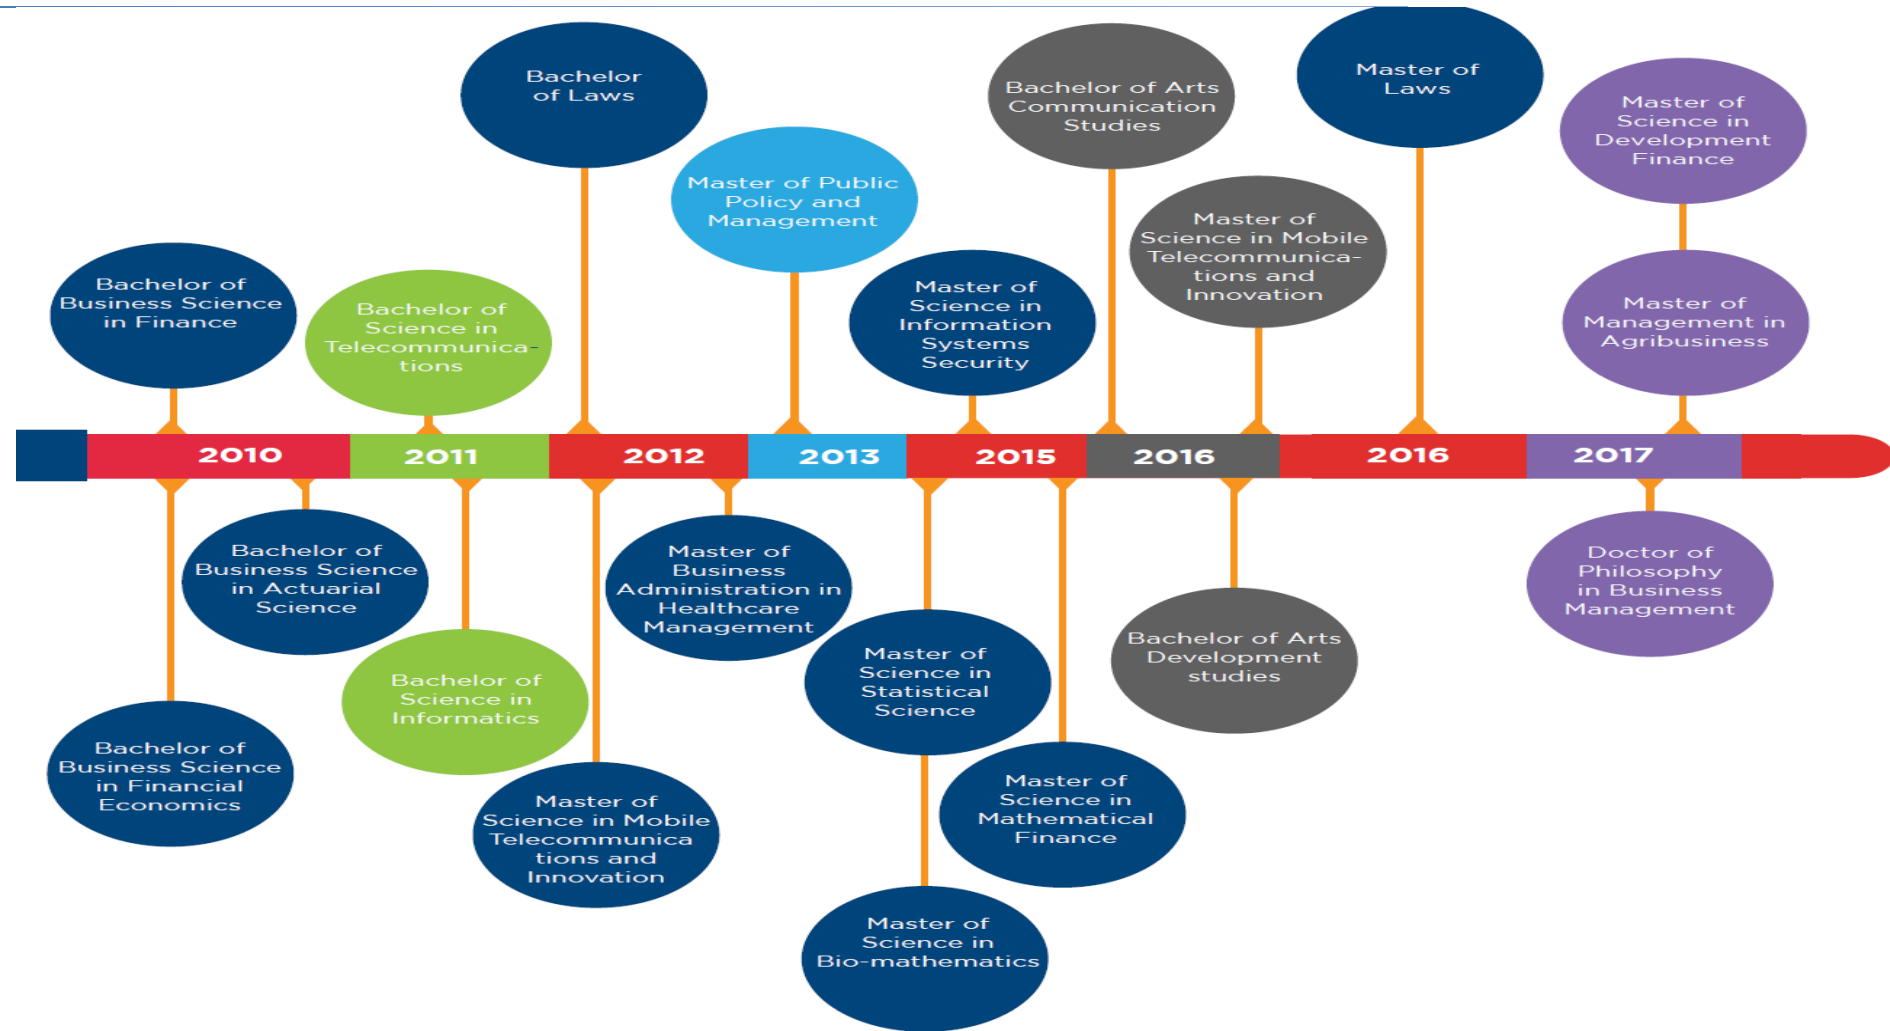 Bachelor
of Laws
Bachelor of Arts
Communication
Studies
Master of
Laws
Master of
Science in
Development
Finance
Master of Public
Policy and
Management
Master of
Science in Mobile
Telecommunica-
tions and
Innovation
Bachelor of
Business Science
in Finance
Bachelor of
Science in
Telecommunica-
tions
Master of
Science in
Information
Systems
Security
Master of
Management in
Agribusiness
2010
2011
2012
2013
2015
2016
2016
2017
Bachelor of
Business Science
in Actuarial
Science
Master of
Business
Administration in
Healthcare
Management
Doctor of
Philosophy
in Business
Management
Bachelor of Arts
Development
studies
Master of
Science in
Statistical
Science
Bachelor of
Science in
Informatics
Bachelor of
Business Science
in Financial
Economics
Master of
Science in Mobile
Telecommunica
tions and
Innovation
Master of
Science in
Mathematical
Finance
Master of
Science in
Bio-mathematics